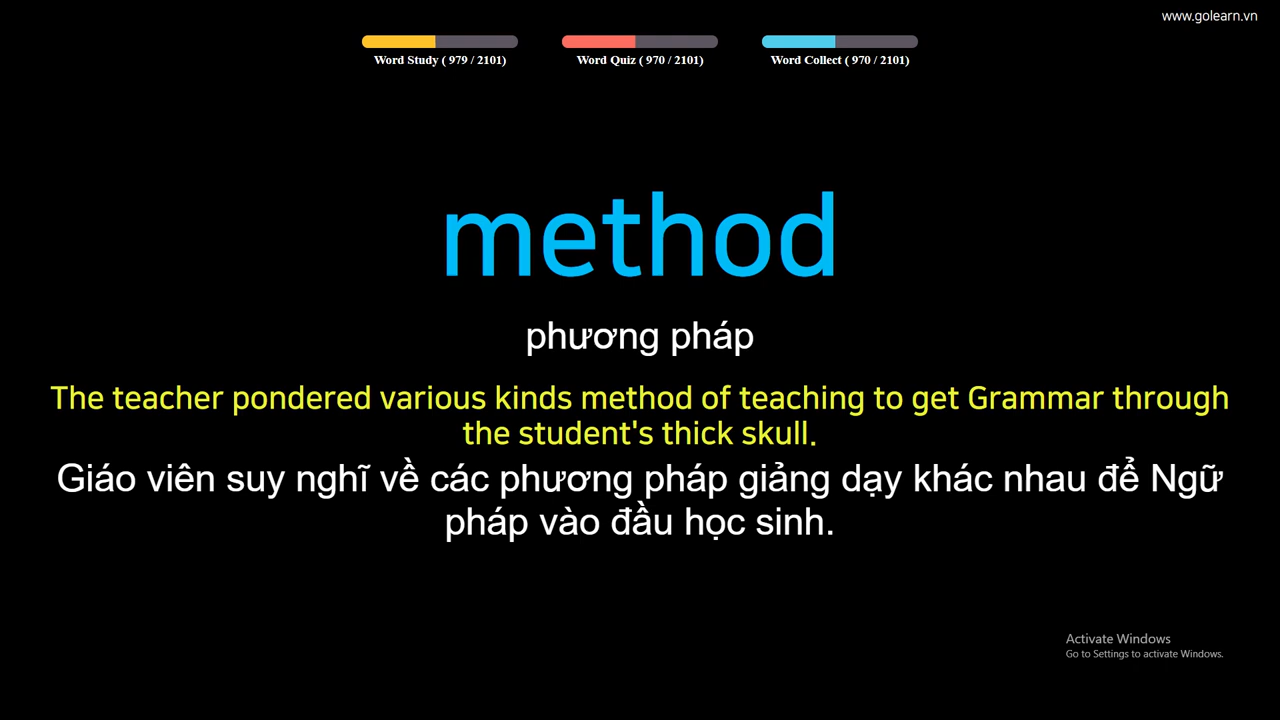 www.golearn.vn
Word Study ( 979 / 2101)
Word Quiz ( 970 / 2101)
Word Collect ( 970 / 2101)
method
phương pháp
The teacher pondered various kinds method of teaching to get Grammar through
the student's thick skull.
Giáo viên suy nghĩ về các phương pháp giảng dạy khác nhau để Ngữ
pháp vào đầu học sinh.
Activate Windows
Go to Settings to activate Windows.